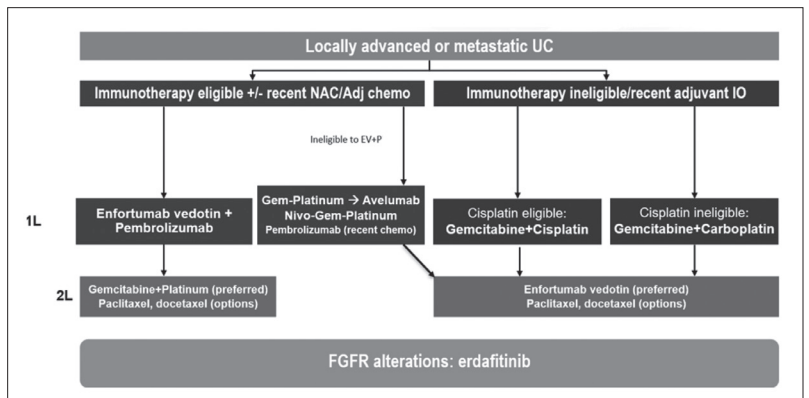 Locally advanced or metastatic UC
Immunotherapy eligible +/- recent NAC/Adj chemo
Immunotherapy ineligible/recent adjuvant IO
Ineligible to EV+P
1L
Enfortumab vedotin +
Pembrolizumab
Gem-Platinum → Avelumab
Nivo-Gem-Platinum
Pembrolizumab (recent chemo)
Cisplatin eligible:
Gemcitabine+Cisplatin
Cisplatin ineligible:
Gemcitabine+Carboplatin
2L
Gemcitabine+Platinum (preferred)
Paclitaxel, docetaxel (options)
Enfortumab vedotin (preferred)
Paclitaxel, docetaxel (options)
FGFR alterations: erdafitinib